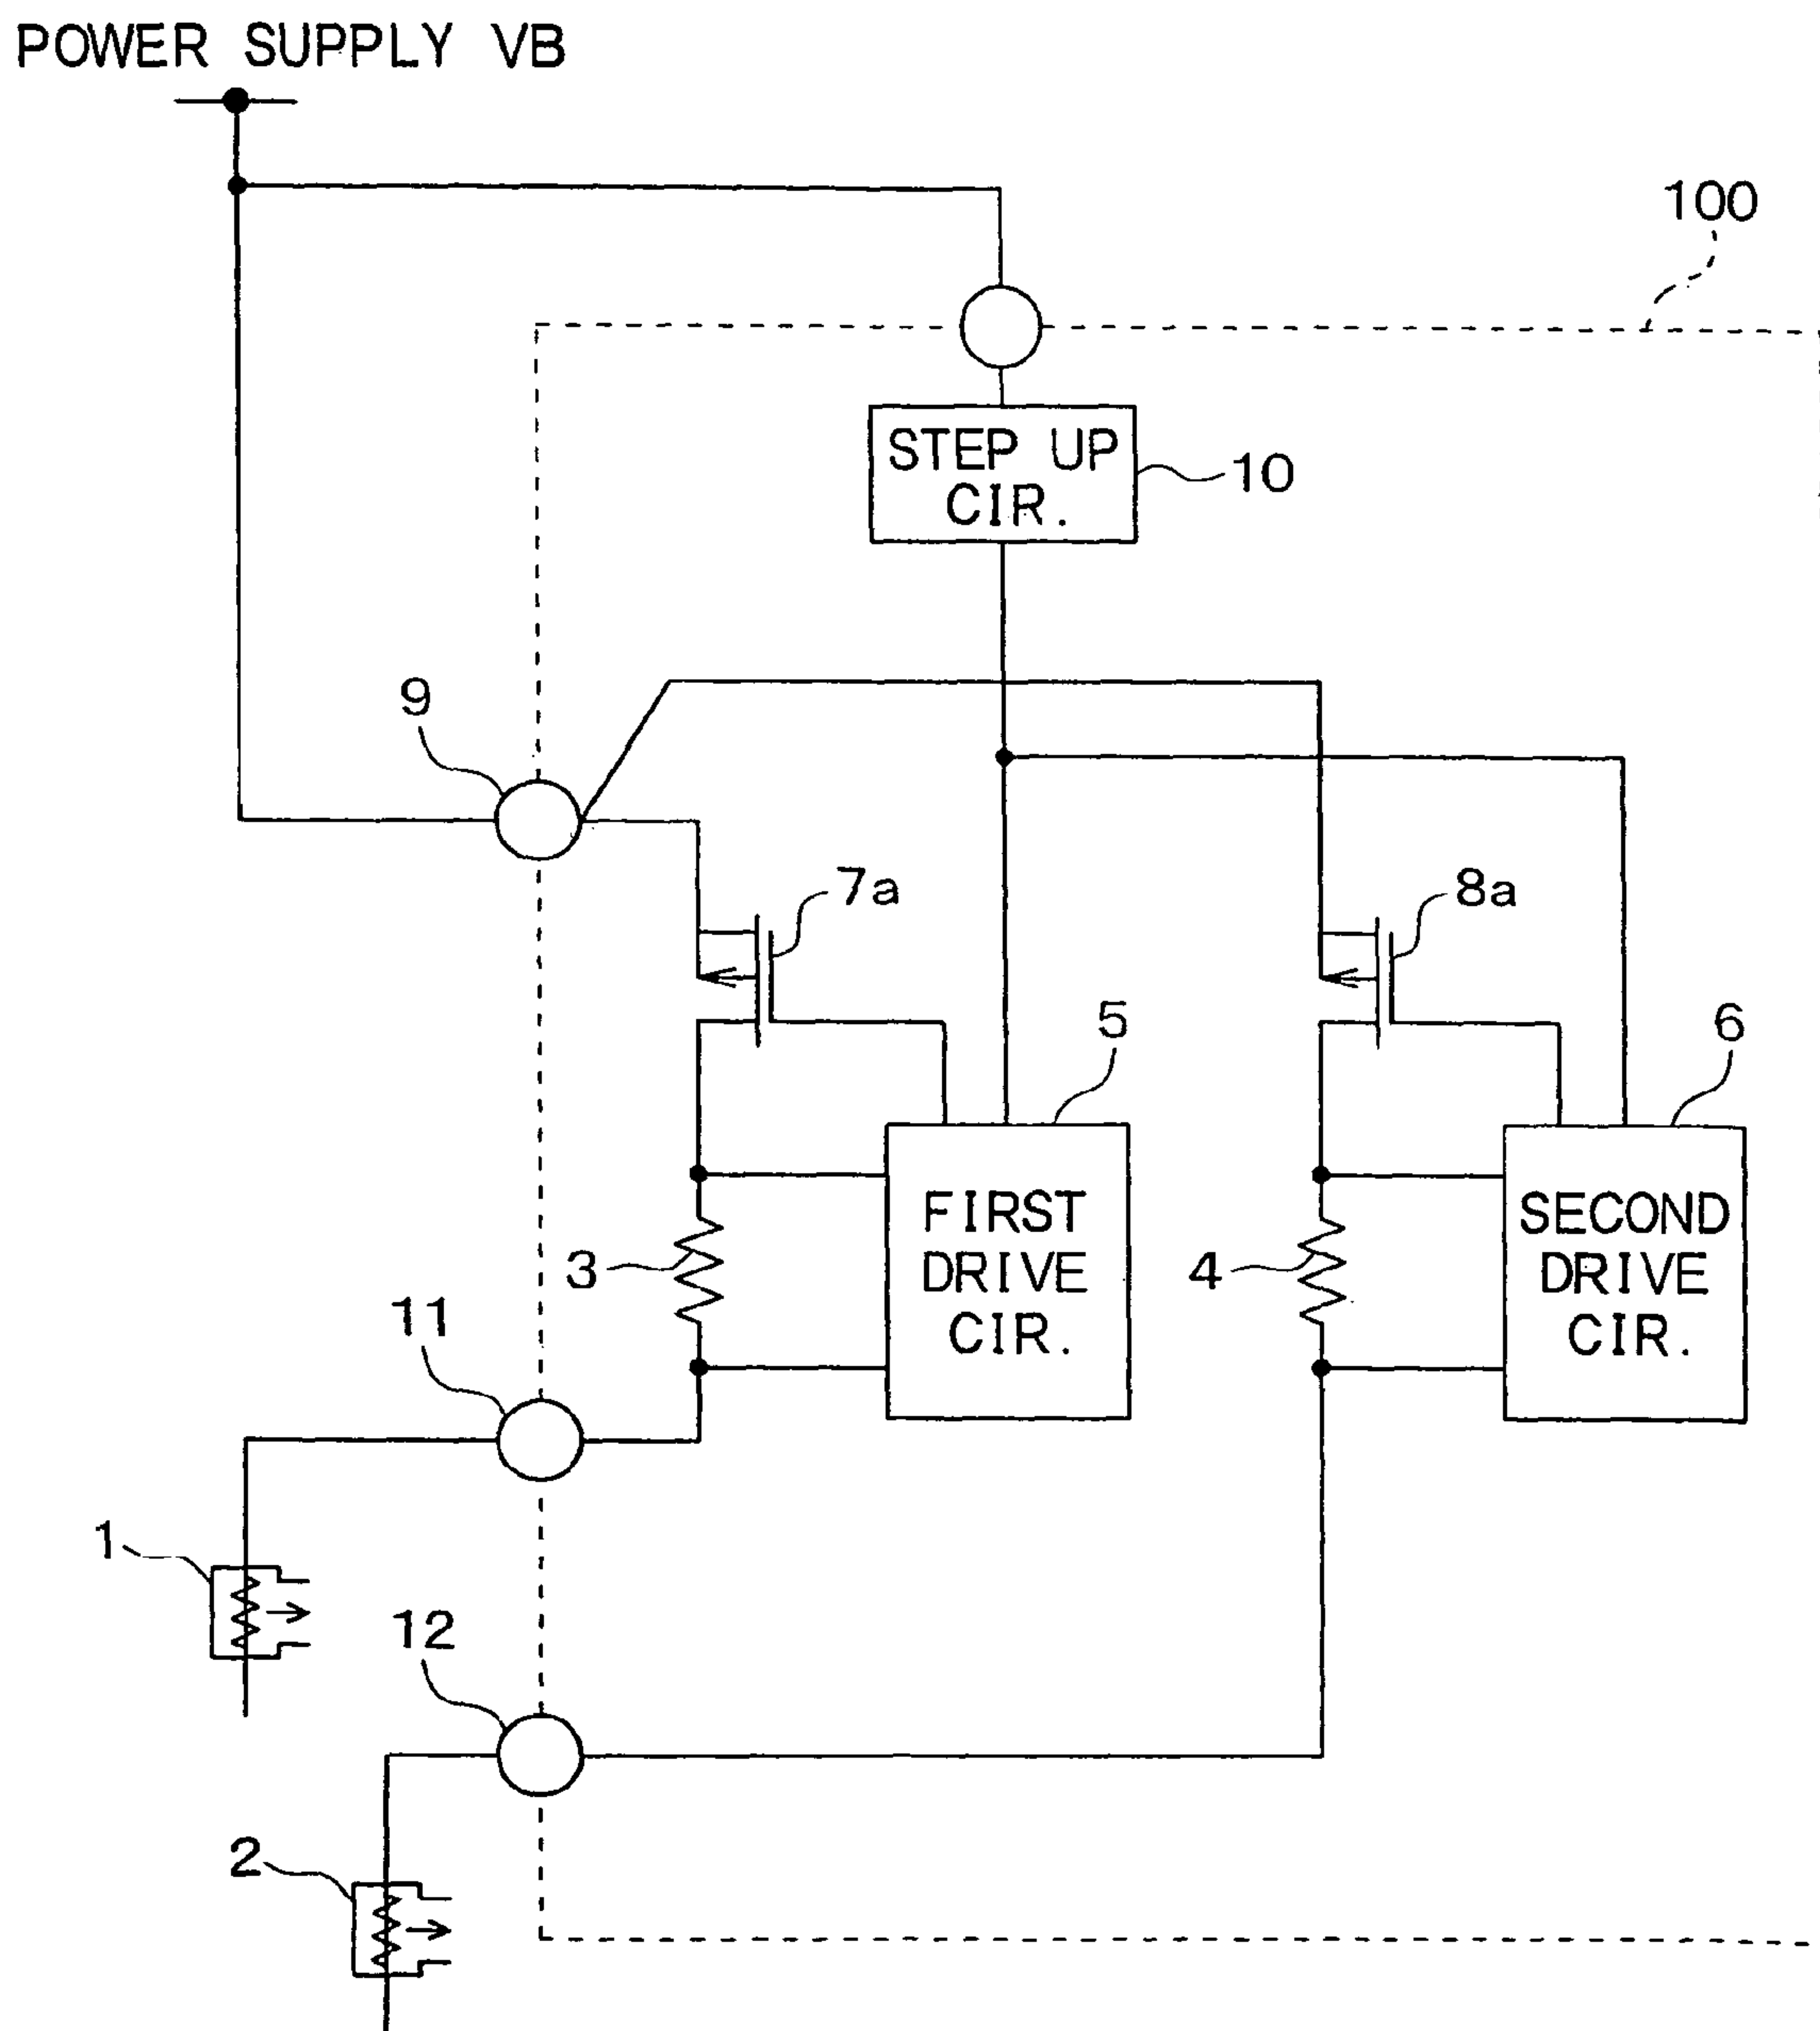 POWER SUPPLY VB
100
STEP UP
CIR.
10
9
7a
8a
5
6
FIRST
DRIVE
CIR.
SECOND
DRIVE
CIR.
3
4
11
1
12
2